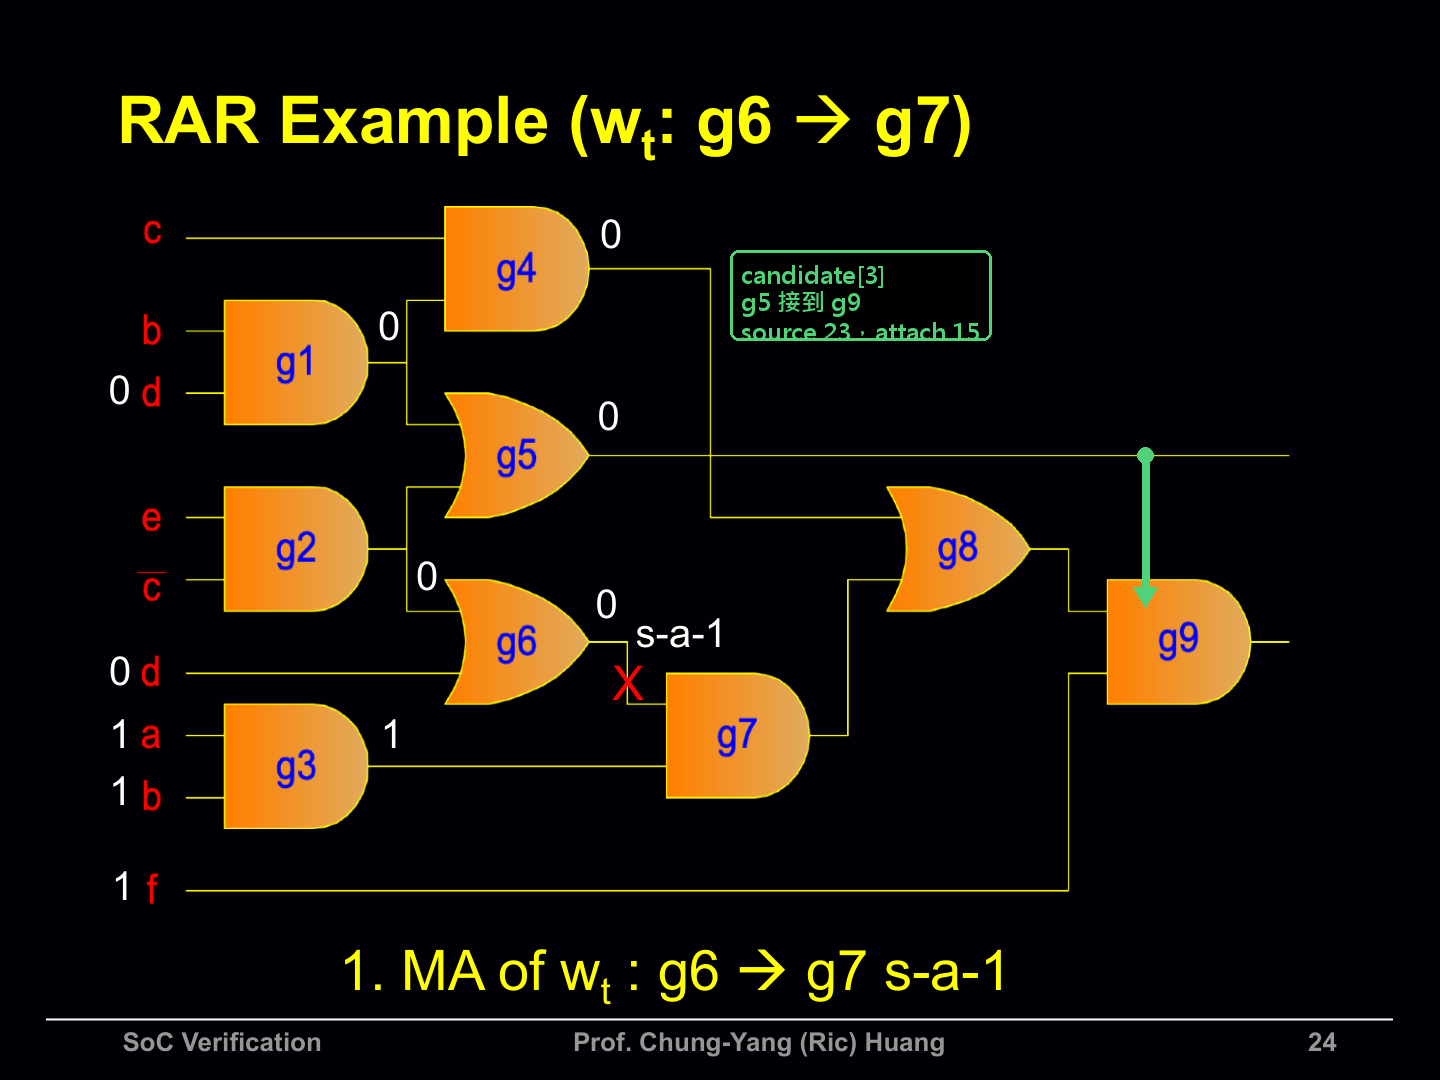 RAR Example (wt: g6 → g7)
c
g4
0
candidate[3]
g5 接到 g9
source 23，attach 15
b
g1
0
0 d
g5
0
e
g2
c̅
0
g6
0
s-a-1
X
g8
g9
0 d
1 a
g3
1
g7
1 b
1 f
1. MA of wt : g6 → g7 s-a-1
SoC Verification
Prof. Chung-Yang (Ric) Huang
24